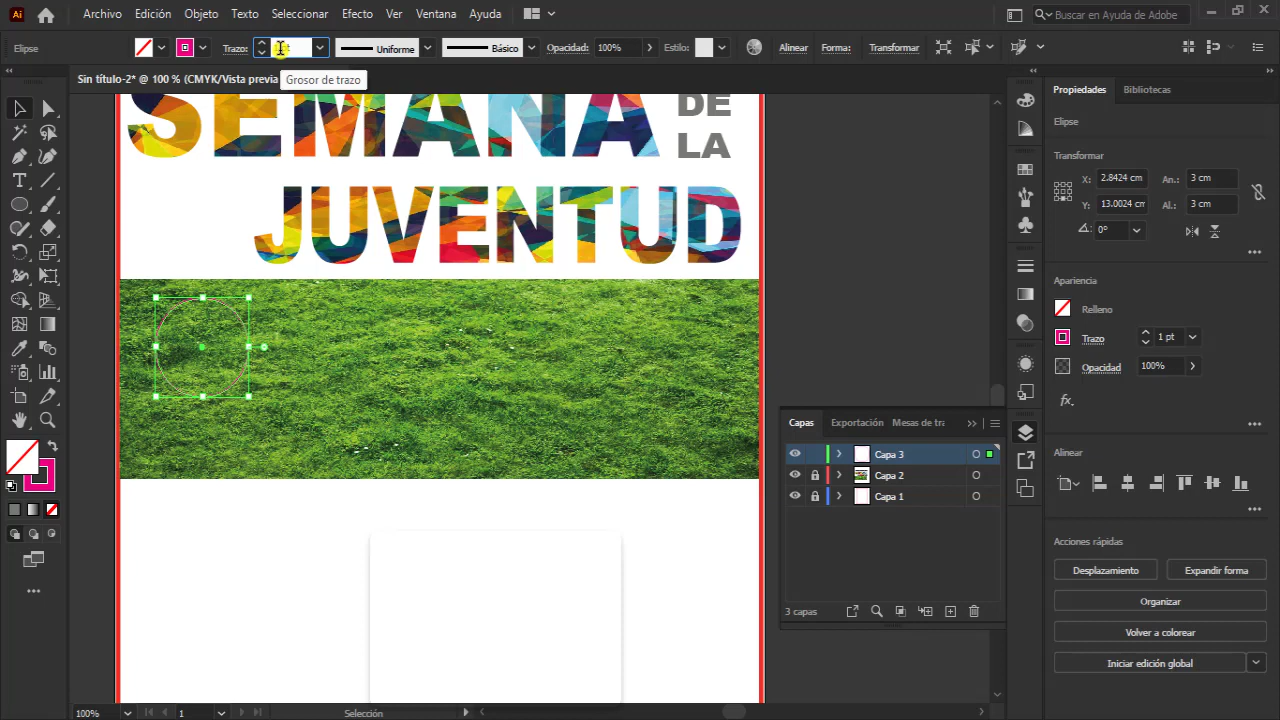 Ai
Archivo Edición Objeto Texto Seleccionar Efecto Ver Ventana Ayuda
Buscar en Ayuda de Adobe
Elipse
Trazo:
Uniforme
Básico
Opacidad: 100%
Estilo:
Alinear
Forma:
Transformar
Sin título-2* @ 100 % (CMYK/Vista previa
Grosor de trazo
SEMANA
DE
LA
JUVENTUD
Propiedades Bibliotecas
Elipse
Transformar
X: 2.8424 cm An.: 3 cm
Y: 13.0024 cm Al.: 3 cm
0°
Apariencia
Relleno
Trazo 1 pt
Opacidad 100%
fx.
Alinear
Acciones rápidas
Desplazamiento Expandir forma
Organizar
Volver a colorear
Iniciar edición global
Capas Exportación Mesas de tra
Capa 3
Capa 2
Capa 1
3 capas
100% 1 Selección